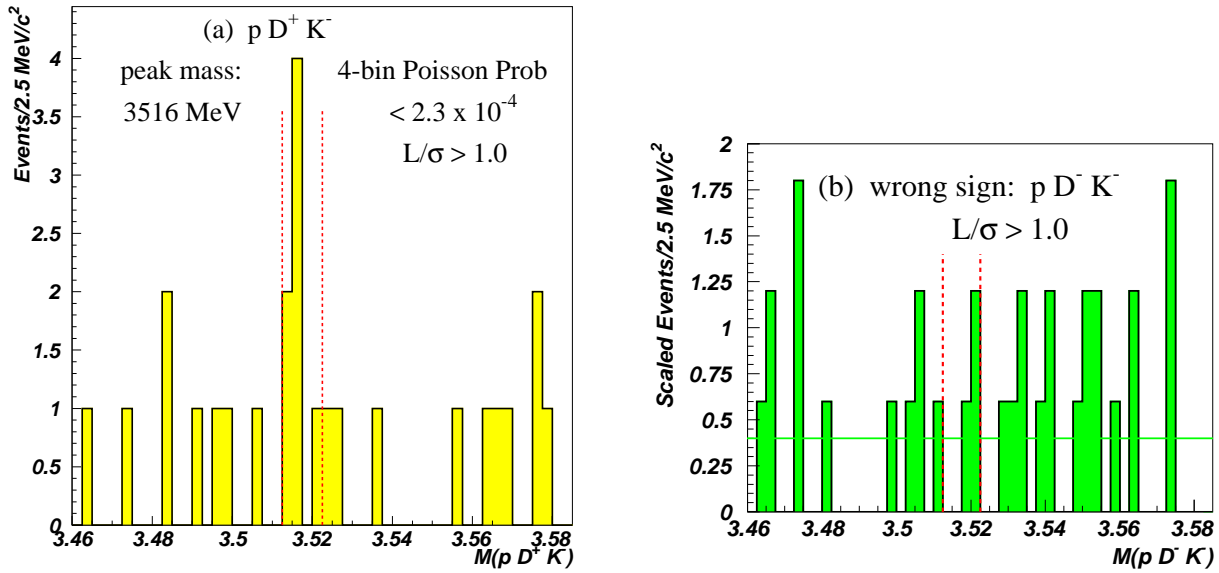 (a) p D⁺ K⁻
peak mass:
3516 MeV
4-bin Poisson Prob
< 2.3 x 10⁻⁴
L/σ > 1.0
Events/2.5 MeV/c²
4
3.5
3
2.5
2
1.5
1
0.5
0
3.46 3.48 3.5 3.52 3.54 3.56 3.58
M(p D⁺ K⁻)
(b) wrong sign: p D⁻ K⁻
L/σ > 1.0
Scaled Events/2.5 MeV/c²
2
1.75
1.5
1.25
1
0.75
0.5
0.25
0
3.46 3.48 3.5 3.52 3.54 3.56 3.58
M(p D⁻ K⁻)